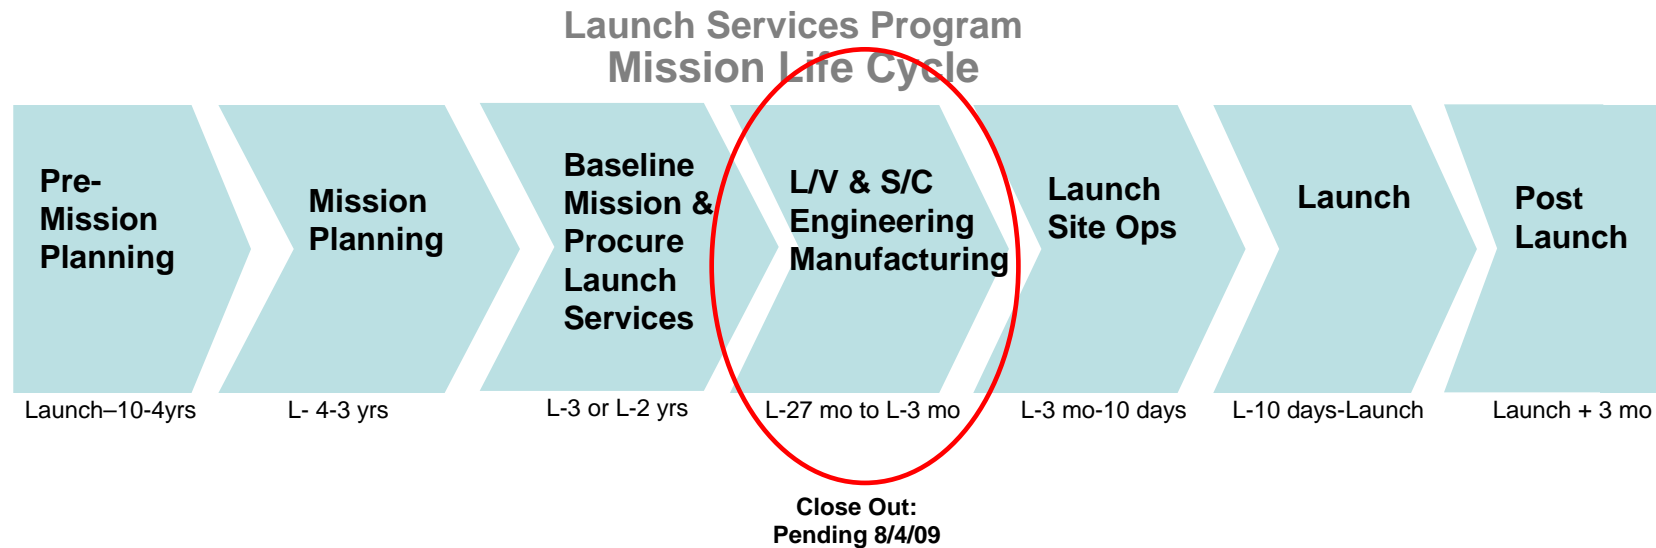 Launch Services Program
Mission Life Cycle
Pre-
Mission
Planning
Mission
Planning
Baseline
Mission &
Procure
Launch
Services
L/V & S/C
Engineering
Manufacturing
Launch
Site Ops
Launch
Post
Launch
Launch–10-4yrs
L- 4-3 yrs
L-3 or L-2 yrs
L-27 mo to L-3 mo
L-3 mo-10 days
L-10 days-Launch
Launch + 3 mo
Close Out:
Pending 8/4/09